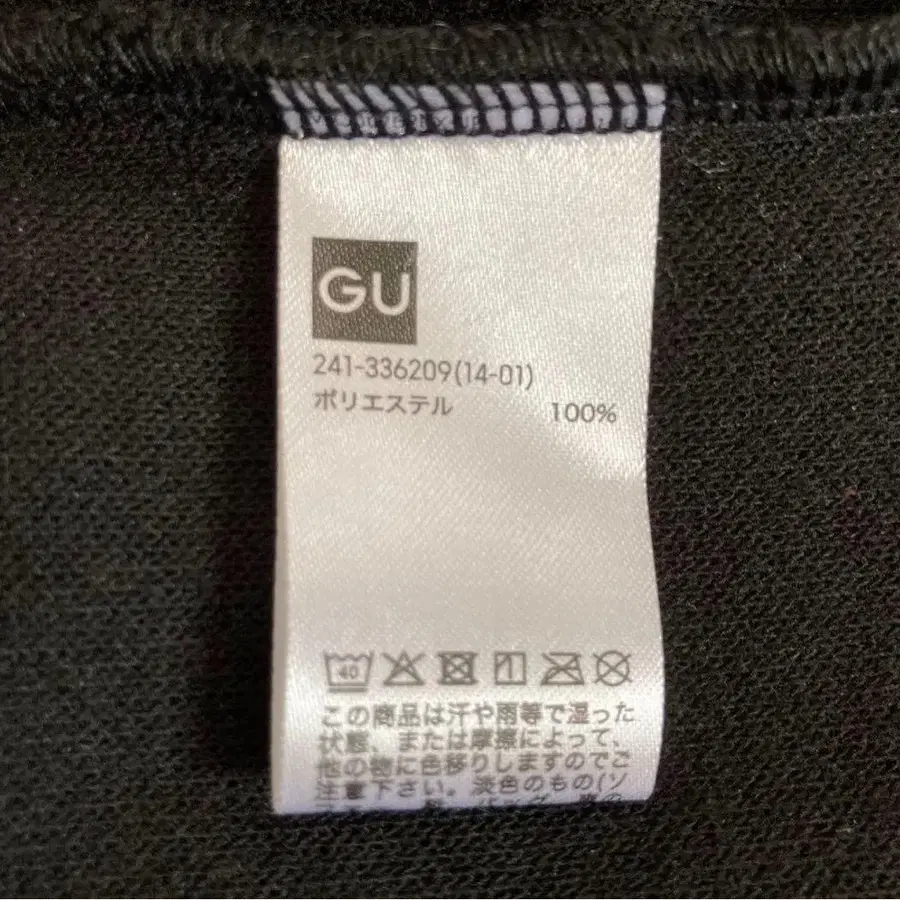 GU
241-336209(14-01)
ポリエステル 100%
40
この商品は汗や雨等で湿った
状態、または摩擦によって、
他の物に色移りしますのでご
注意下さい。淡色のもの(ソ